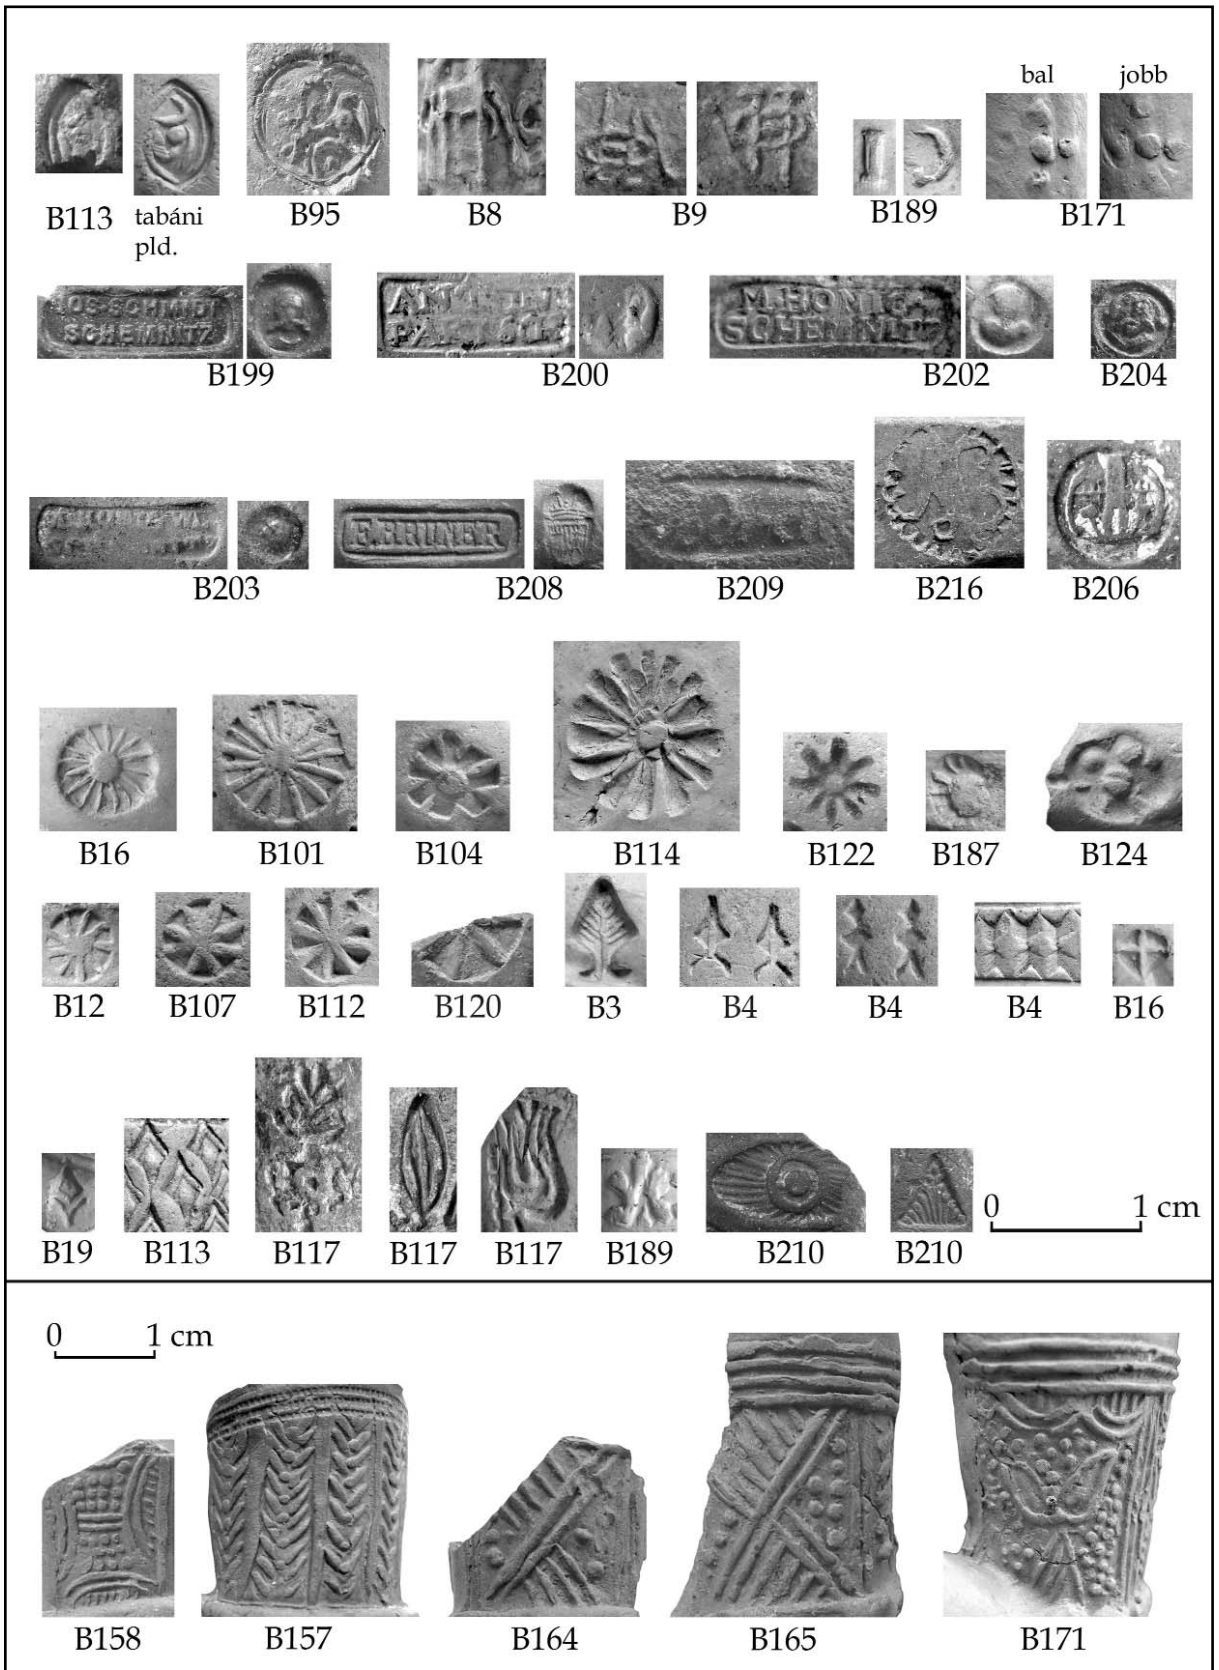 bal jobb
B113 tabáni pld. B95 B8 B9 B189 B171
OS·SCHMIDT
SCHEMNITZ
M.HÖNIG-
SCHEMNITZ
B199 B200 B202 B204
F.BRUNER
B203 B208 B209 B216 B206
B16 B101 B104 B114 B122 B187 B124
B12 B107 B112 B120 B3 B4 B4 B4 B16
0 1 cm
B19 B113 B117 B117 B117 B189 B210 B210
0 1 cm
B158 B157 B164 B165 B171